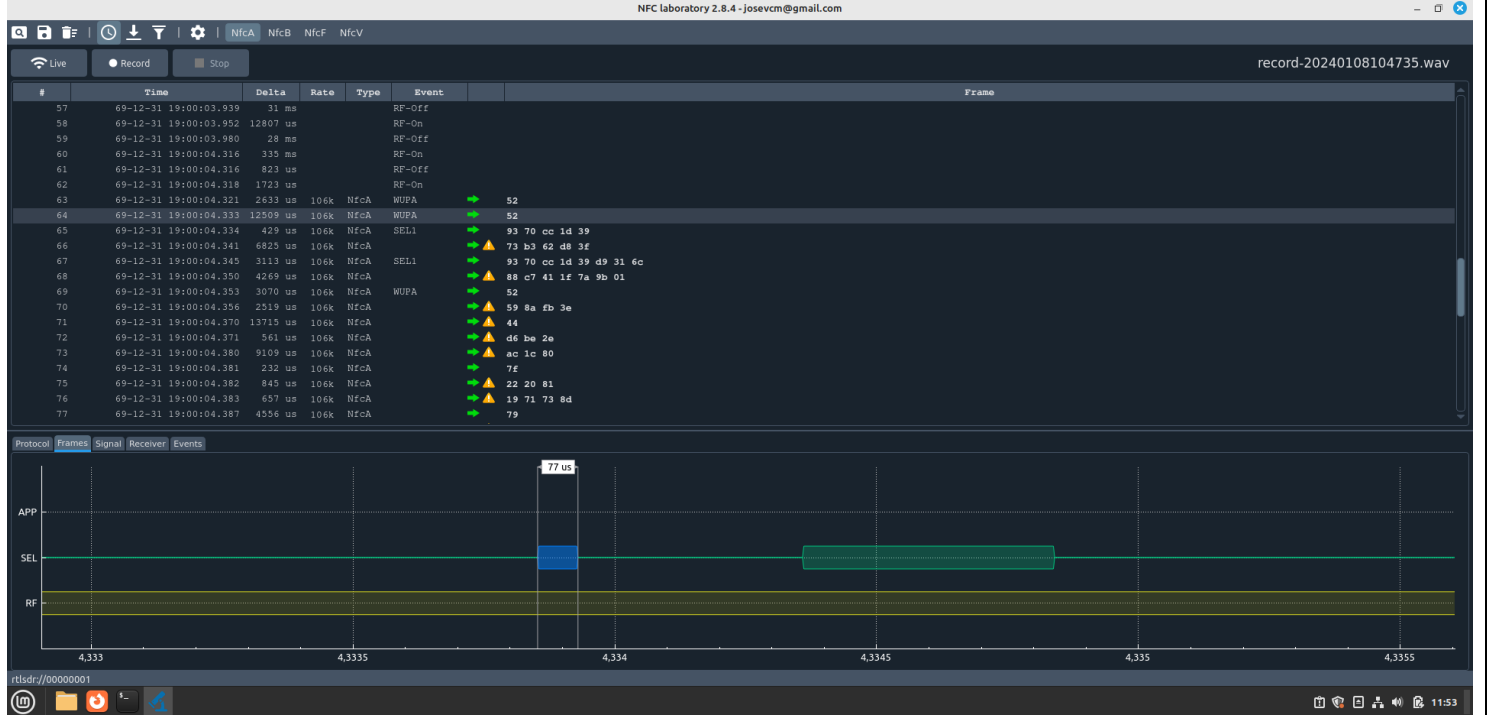 NFC laboratory 2.8.4 - josevcm@gmail.com
NfcA NfcB NfcF NfcV
Live Record Stop record-20240108104735.wav
# Time Delta Rate Type Event Frame
57 69-12-31 19:00:03.939 31 ms RF-Off
58 69-12-31 19:00:03.952 12807 us RF-On
59 69-12-31 19:00:03.980 28 ms RF-Off
60 69-12-31 19:00:04.316 335 ms RF-On
61 69-12-31 19:00:04.316 823 us RF-Off
62 69-12-31 19:00:04.318 1723 us RF-On
63 69-12-31 19:00:04.321 2633 us 106k NfcA WUPA 52
64 69-12-31 19:00:04.333 12509 us 106k NfcA WUPA 52
65 69-12-31 19:00:04.334 429 us 106k NfcA SEL1 93 70 cc 1d 39
66 69-12-31 19:00:04.341 6825 us 106k NfcA 73 b3 62 d8 3f
67 69-12-31 19:00:04.345 3113 us 106k NfcA SEL1 93 70 cc 1d 39 d9 31 6c
68 69-12-31 19:00:04.350 4269 us 106k NfcA 88 c7 41 1f 7a 9b 01
69 69-12-31 19:00:04.353 3070 us 106k NfcA WUPA 52
70 69-12-31 19:00:04.356 2519 us 106k NfcA 59 8a fb 3e
71 69-12-31 19:00:04.370 13715 us 106k NfcA 44
72 69-12-31 19:00:04.371 561 us 106k NfcA d6 be 2e
73 69-12-31 19:00:04.380 9109 us 106k NfcA ac 1c 80
74 69-12-31 19:00:04.381 232 us 106k NfcA 7f
75 69-12-31 19:00:04.382 845 us 106k NfcA 22 20 81
76 69-12-31 19:00:04.383 657 us 106k NfcA 19 71 73 8d
77 69-12-31 19:00:04.387 4556 us 106k NfcA 79
Protocol Frames Signal Receiver Events
77 us
APP
SEL
RF
4,333 4,3335 4,334 4,3345 4,335 4,3355
rtlsdr://00000001
11:53